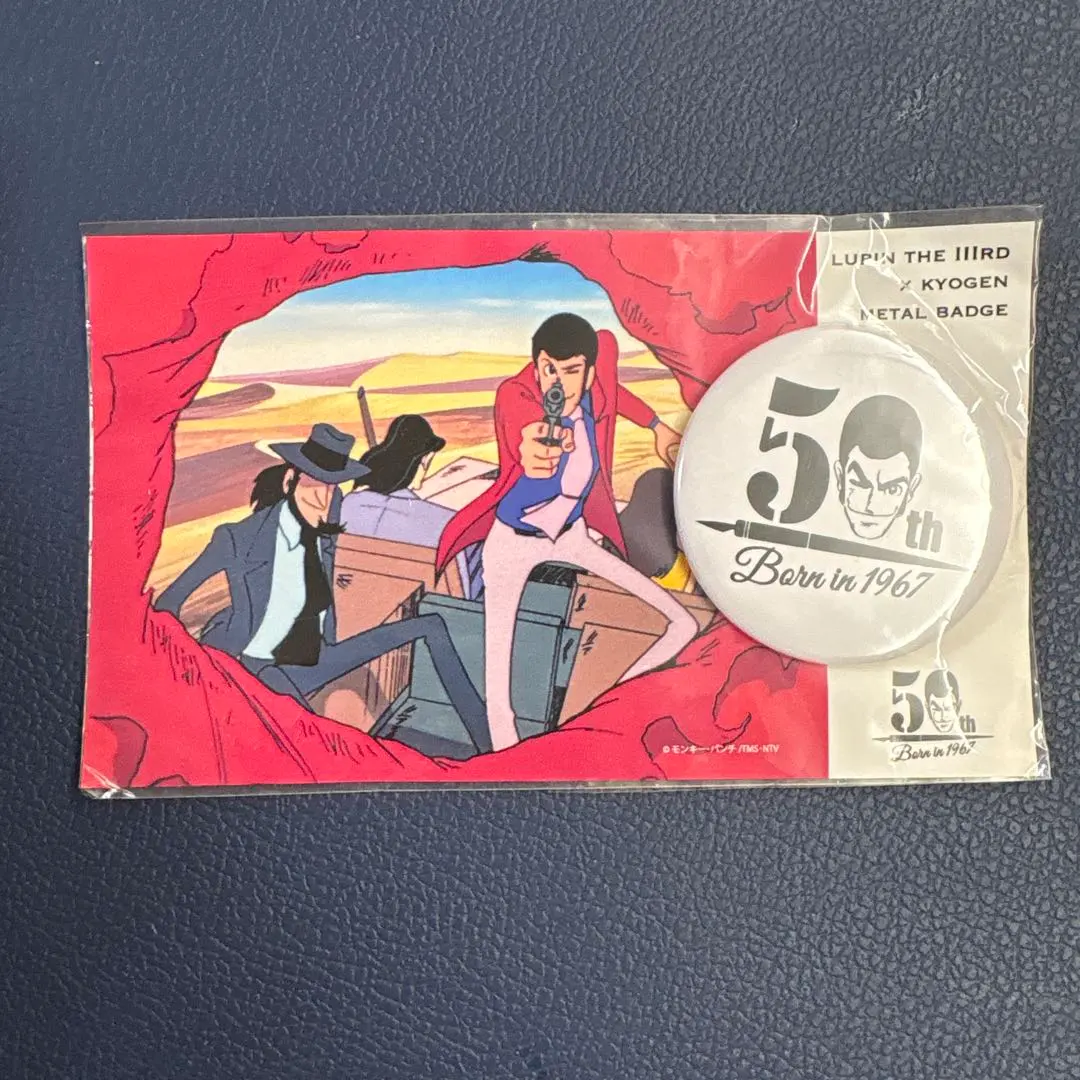 LUPIN THE IIIRD
× KYOGEN
METAL BADGE
50th
Born in 1967
50th
Born in 1967
© モンキー・パンチ /TMS・NTV